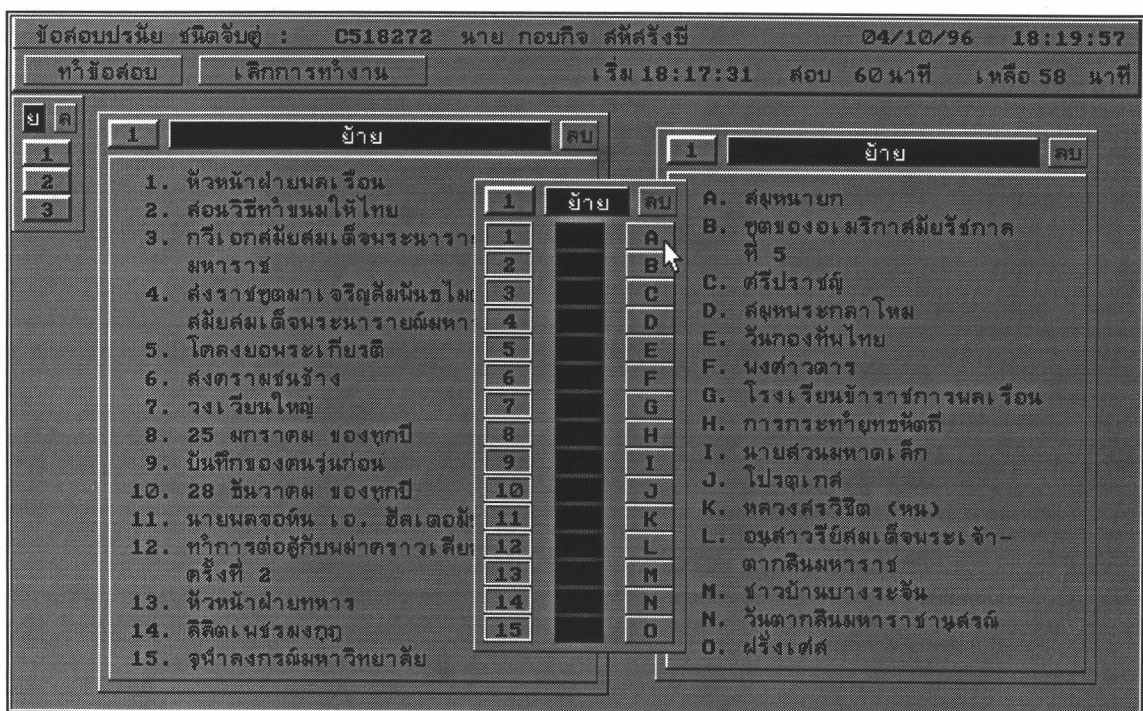 ข้อสอบปรนัย ชนิดจับคู่ : C518272 นาย กอบกิจ สหัสรังษี 04/10/96 18:19:57
ทำข้อสอบ เลิกการทำงาน เริ่ม 18:17:31 สอบ 60 นาที เหลือ 58 นาที
ย ล
1
2
3
1 ย้าย ลบ
1. หัวหน้าฝ่ายพลเรือน
2. สอนวิธีทำขนมให้ไทย
3. กวีเอกสมัยสมเด็จพระนารา
มหาราช
4. ส่งราชทูตมาเจริญสัมพันธไม
สมัยสมเด็จพระนารายณ์มหา
5. โคลงยอพระเกียรติ
6. สงครามชนช้าง
7. วงเวียนใหญ่
8. 25 มกราคม ของทุกปี
9. บันทึกของคนรุ่นก่อน
10. 28 ธันวาคม ของทุกปี
11. นายพลจอห์น เอ. ฮัลเดอ
12. ทำการต่อสู้กับพม่าคราวเสีย
ครั้งที่ 2
13. หัวหน้าฝ่ายทหาร
14. ลิลิตเพชรมงกุฎ
15. จุฬาลงกรณ์มหาวิทยาลัย
1 ย้าย ลบ
1 A
2 B
3 C
4 D
5 E
6 F
7 G
8 H
9 I
10 J
11 K
12 L
13 M
14 N
15 O
1 ย้าย ลบ
A. สมุหนายก
B. ทูตของอเมริกาสมัยรัชกาล
ที่ 5
C. ศรีปราชญ์
D. สมุหพระกลาโหม
E. วันกองทัพไทย
F. พงศาวดาร
G. โรงเรียนข้าราชการพลเรือน
H. การกระทำยุทธหัตถี
I. นายสวนมหาดเล็ก
J. โปรตุเกส
K. หลวงสรวิชิต (หน)
L. อนุสาวรีย์สมเด็จพระเจ้า-
ตากสินมหาราช
M. ชาวบ้านบางระจัน
N. วันตากสินมหาราชานุสรณ์
O. ฝรั่งเศส